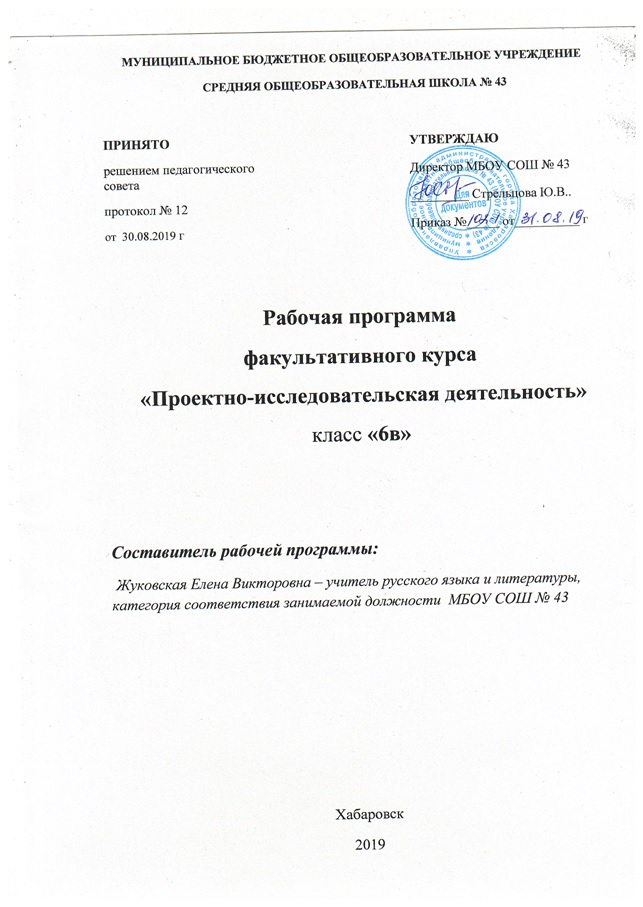 МУНИЦИПАЛЬНОЕ БЮДЖЕТНОЕ ОБЩЕОБРАЗОВАТЕЛЬНОЕ УЧРЕЖДЕНИЕ
СРЕДНЯЯ ОБЩЕОБРАЗОВАТЕЛЬНАЯ ШКОЛА № 43
ПРИНЯТО
решением педагогического
совета
протокол № 12
от 30.08.2019 г
УТВЕРЖДАЮ
Директор МБОУ СОШ № 43
Стрельцова Ю.В..
Для
документов
Приказ № от 31.08.19 г
Рабочая программа
факультативного курса
«Проектно-исследовательская деятельность»
класс «6в»
Составитель рабочей программы:
Жуковская Елена Викторовна – учитель русского языка и литературы,
категория соответствия занимаемой должности МБОУ СОШ № 43
Хабаровск
2019